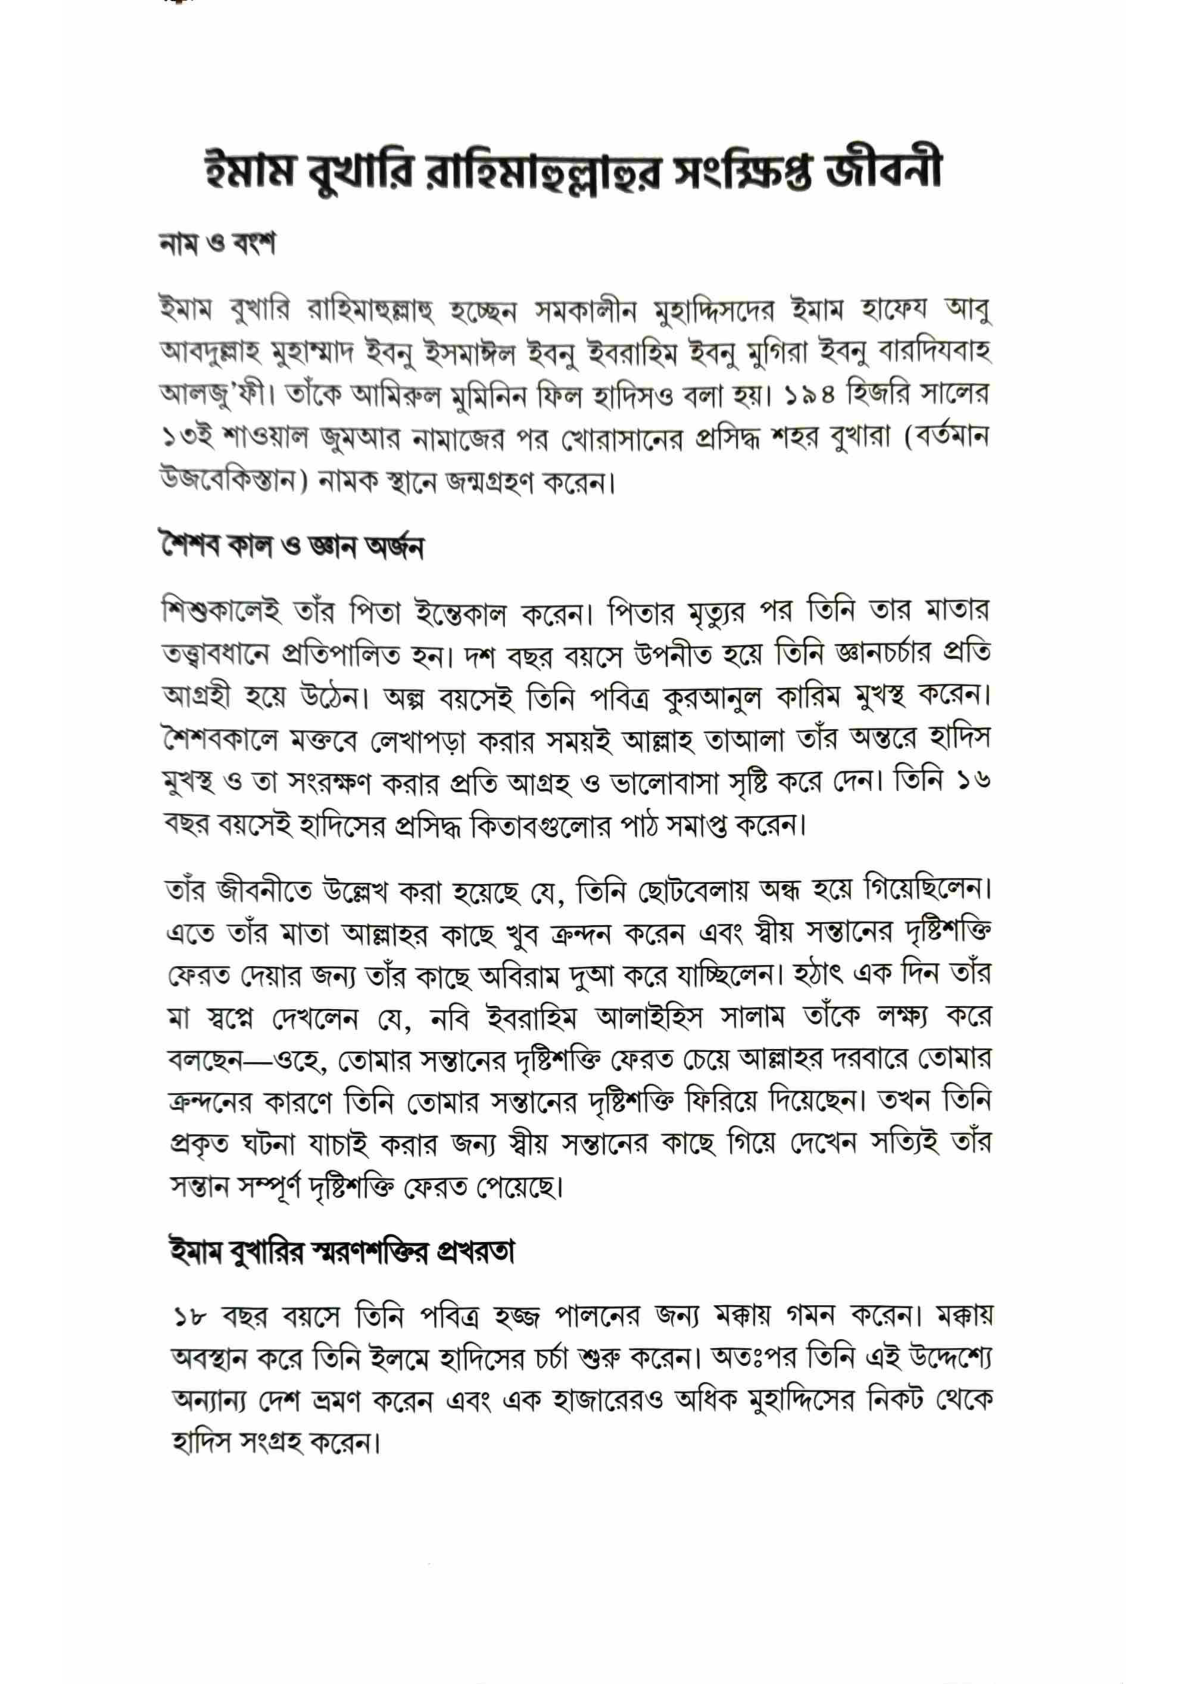 ইমাম বুখারি রাহিমাহুল্লাহুর সংক্ষিপ্ত জীবনী
নাম ও বংশ
ইমাম বুখারি রাহিমাহুল্লাহু হচ্ছেন সমকালীন মুহাদ্দিসদের ইমাম হাফেয আবু
আবদুল্লাহ মুহাম্মাদ ইবনু ইসমাঈল ইবনু ইবরাহিম ইবনু মুগিরা ইবনু বারদিযবাহ
আলজু’ফী। তাঁকে আমিরুল মুমিনিন ফিল হাদিসও বলা হয়। ১৯৪ হিজরি সালের
১৩ই শাওয়াল জুমআর নামাজের পর খোরাসানের প্রসিদ্ধ শহর বুখারা (বর্তমান
উজবেকিস্তান) নামক স্থানে জন্মগ্রহণ করেন।
শৈশব কাল ও জ্ঞান অর্জন
শিশুকালেই তাঁর পিতা ইন্তেকাল করেন। পিতার মৃত্যুর পর তিনি তার মাতার
তত্ত্বাবধানে প্রতিপালিত হন। দশ বছর বয়সে উপনীত হয়ে তিনি জ্ঞানচর্চার প্রতি
আগ্রহী হয়ে উঠেন। অল্প বয়সেই তিনি পবিত্র কুরআনুল কারিম মুখস্থ করেন।
শৈশবকালে মক্তবে লেখাপড়া করার সময়ই আল্লাহ তাআলা তাঁর অন্তরে হাদিস
মুখস্থ ও তা সংরক্ষণ করার প্রতি আগ্রহ ও ভালোবাসা সৃষ্টি করে দেন। তিনি ১৬
বছর বয়সেই হাদিসের প্রসিদ্ধ কিতাবগুলোর পাঠ সমাপ্ত করেন।
তাঁর জীবনীতে উল্লেখ করা হয়েছে যে, তিনি ছোটবেলায় অন্ধ হয়ে গিয়েছিলেন।
এতে তাঁর মাতা আল্লাহর কাছে খুব ক্রন্দন করেন এবং স্বীয় সন্তানের দৃষ্টিশক্তি
ফেরত দেয়ার জন্য তাঁর কাছে অবিরাম দুআ করে যাচ্ছিলেন। হঠাৎ এক দিন তাঁর
মা স্বপ্নে দেখলেন যে, নবি ইবরাহিম আলাইহিস সালাম তাঁকে লক্ষ্য করে
বলছেন—ওহে, তোমার সন্তানের দৃষ্টিশক্তি ফেরত চেয়ে আল্লাহর দরবারে তোমার
ক্রন্দনের কারণে তিনি তোমার সন্তানের দৃষ্টিশক্তি ফিরিয়ে দিয়েছেন। তখন তিনি
প্রকৃত ঘটনা যাচাই করার জন্য স্বীয় সন্তানের কাছে গিয়ে দেখেন সত্যিই তাঁর
সন্তান সম্পূর্ণ দৃষ্টিশক্তি ফেরত পেয়েছে।
ইমাম বুখারির স্মরণশক্তির প্রখরতা
১৮ বছর বয়সে তিনি পবিত্র হজ্জ পালনের জন্য মক্কায় গমন করেন। মক্কায়
অবস্থান করে তিনি ইলমে হাদিসের চর্চা শুরু করেন। অতঃপর তিনি এই উদ্দেশ্যে
অন্যান্য দেশ ভ্রমণ করেন এবং এক হাজারেরও অধিক মুহাদ্দিসের নিকট থেকে
হাদিস সংগ্রহ করেন।